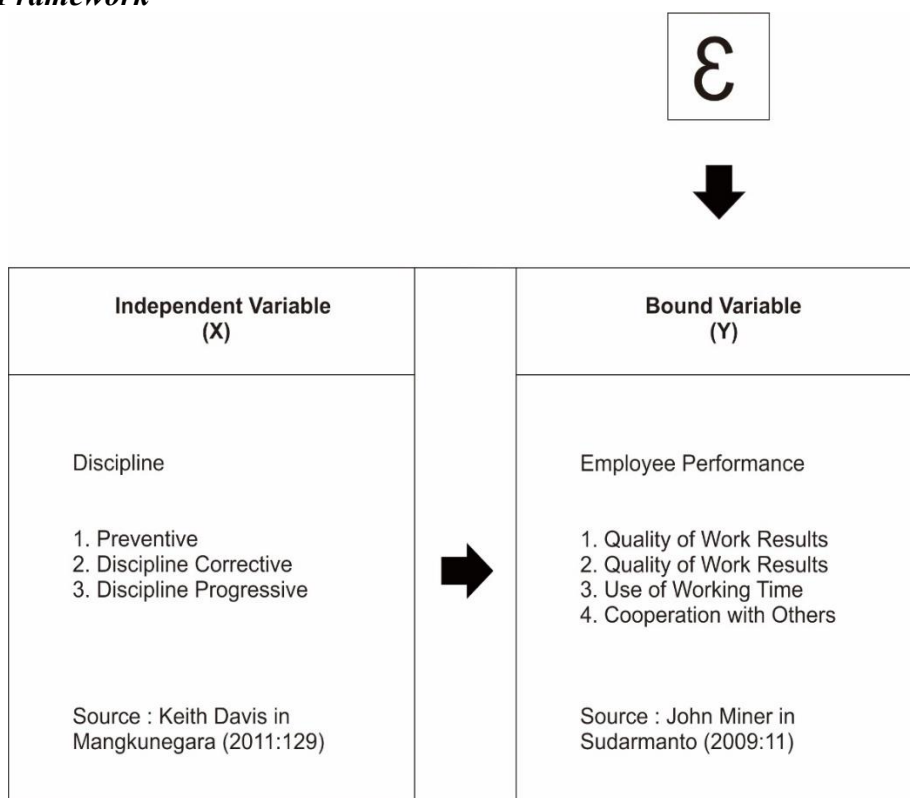 Framework
Ɛ
Independent Variable
(X)
Bound Variable
(Y)
Discipline
1. Preventive
2. Discipline Corrective
3. Discipline Progressive
Source : Keith Davis in
Mangkunegara (2011:129)
Employee Performance
1. Quality of Work Results
2. Quality of Work Results
3. Use of Working Time
4. Cooperation with Others
Source : John Miner in
Sudarmanto (2009:11)